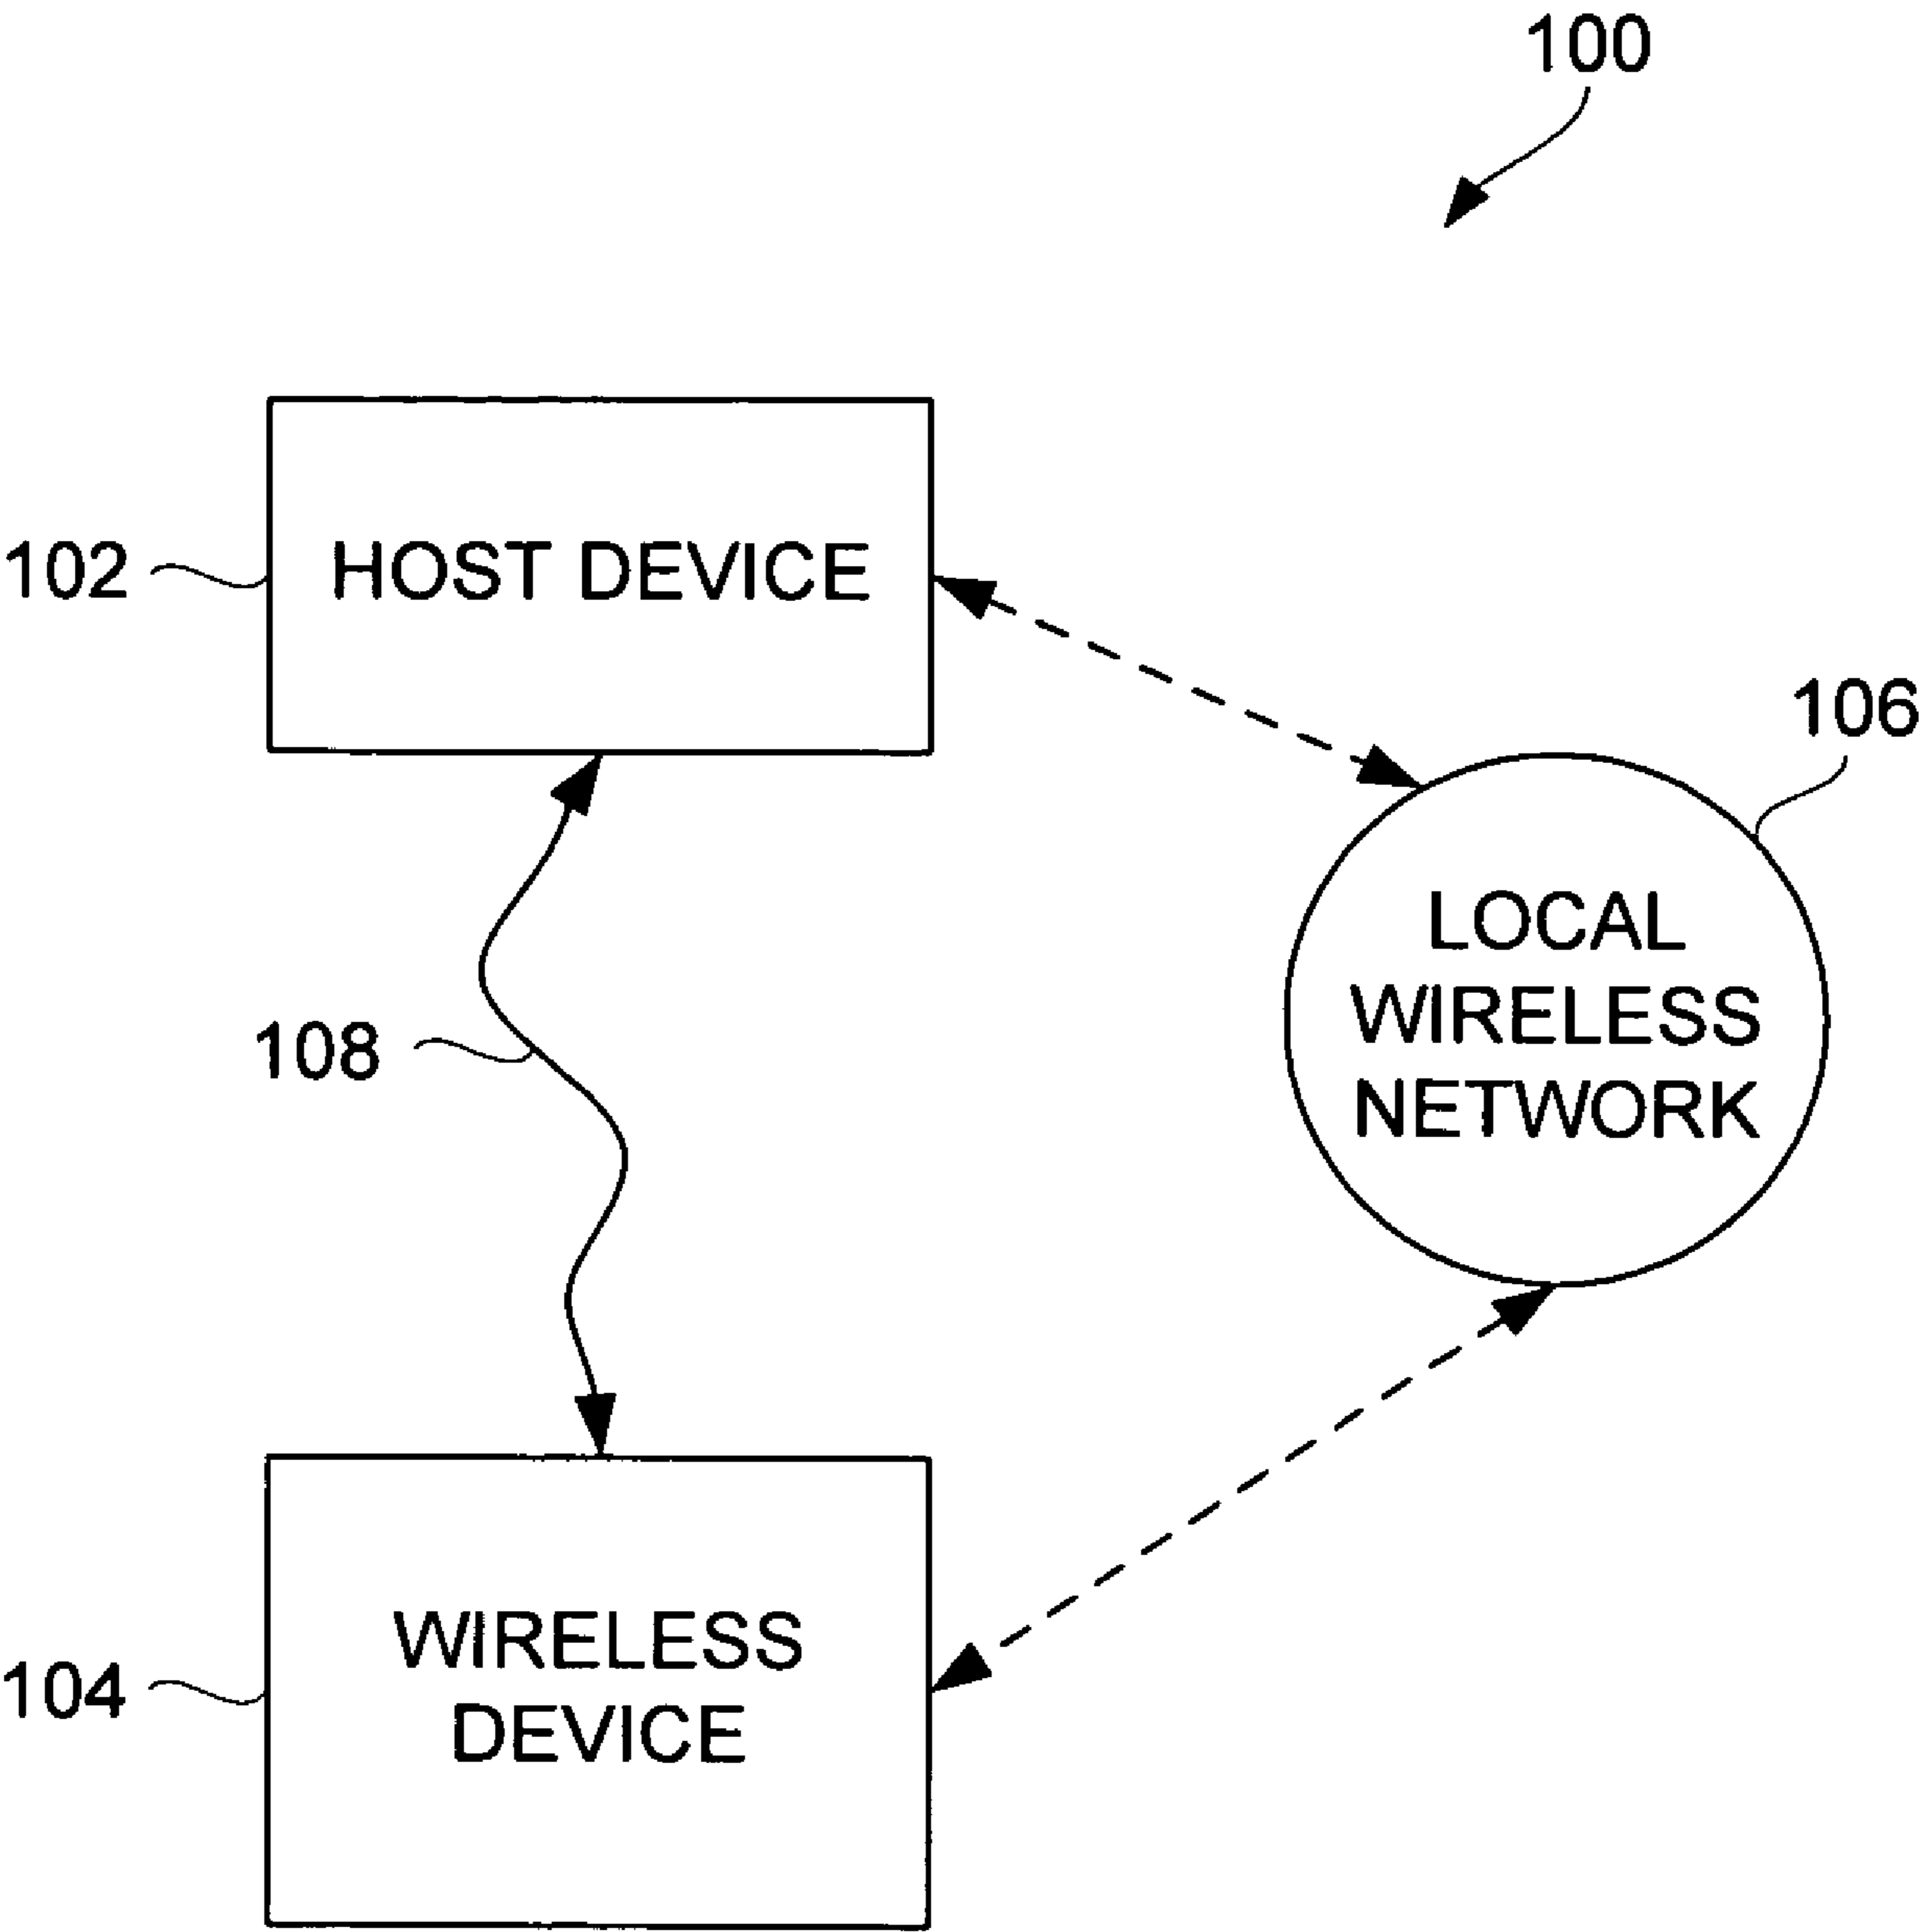 100
102
HOST DEVICE
106
LOCAL
WIRELESS
NETWORK
108
104
WIRELESS
DEVICE